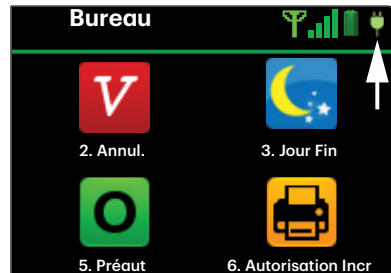 Bureau
V
2. Annul.
3. Jour Fin
O
5. Préaut
6. Autorisation Incr